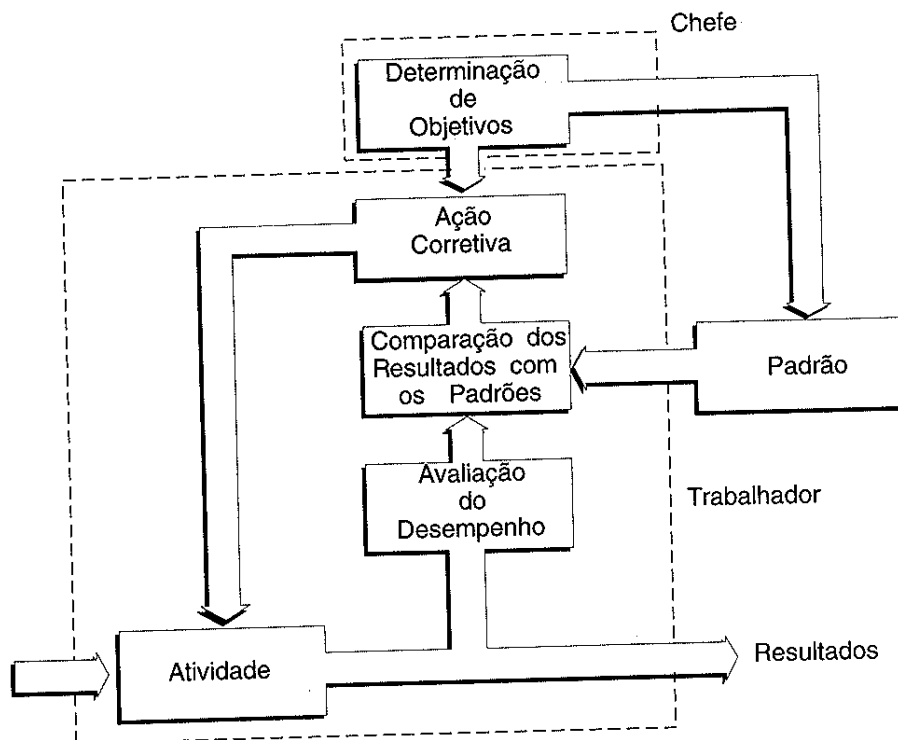 Chefe
Determinação
de
Objetivos
Ação
Corretiva
Comparação dos
Resultados com
os Padrões
Padrão
Avaliação
do
Desempenho
Trabalhador
Atividade
Resultados